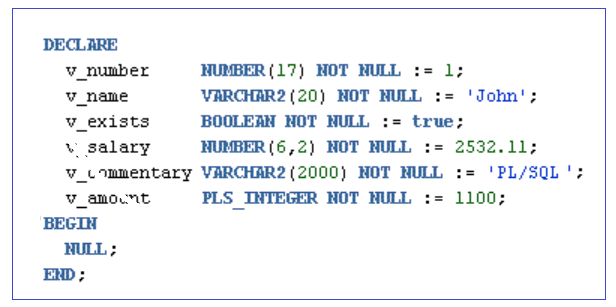 DECLARE
v_number NUMBER(17) NOT NULL := 1;
v_name VARCHAR2(20) NOT NULL := 'John';
v_exists BOOLEAN NOT NULL := true;
v_salary NUMBER(6,2) NOT NULL := 2532.11;
v_commentary VARCHAR2(2000) NOT NULL := 'PL/SQL';
v_amount PLS_INTEGER NOT NULL := 1100;
BEGIN
NULL;
END;